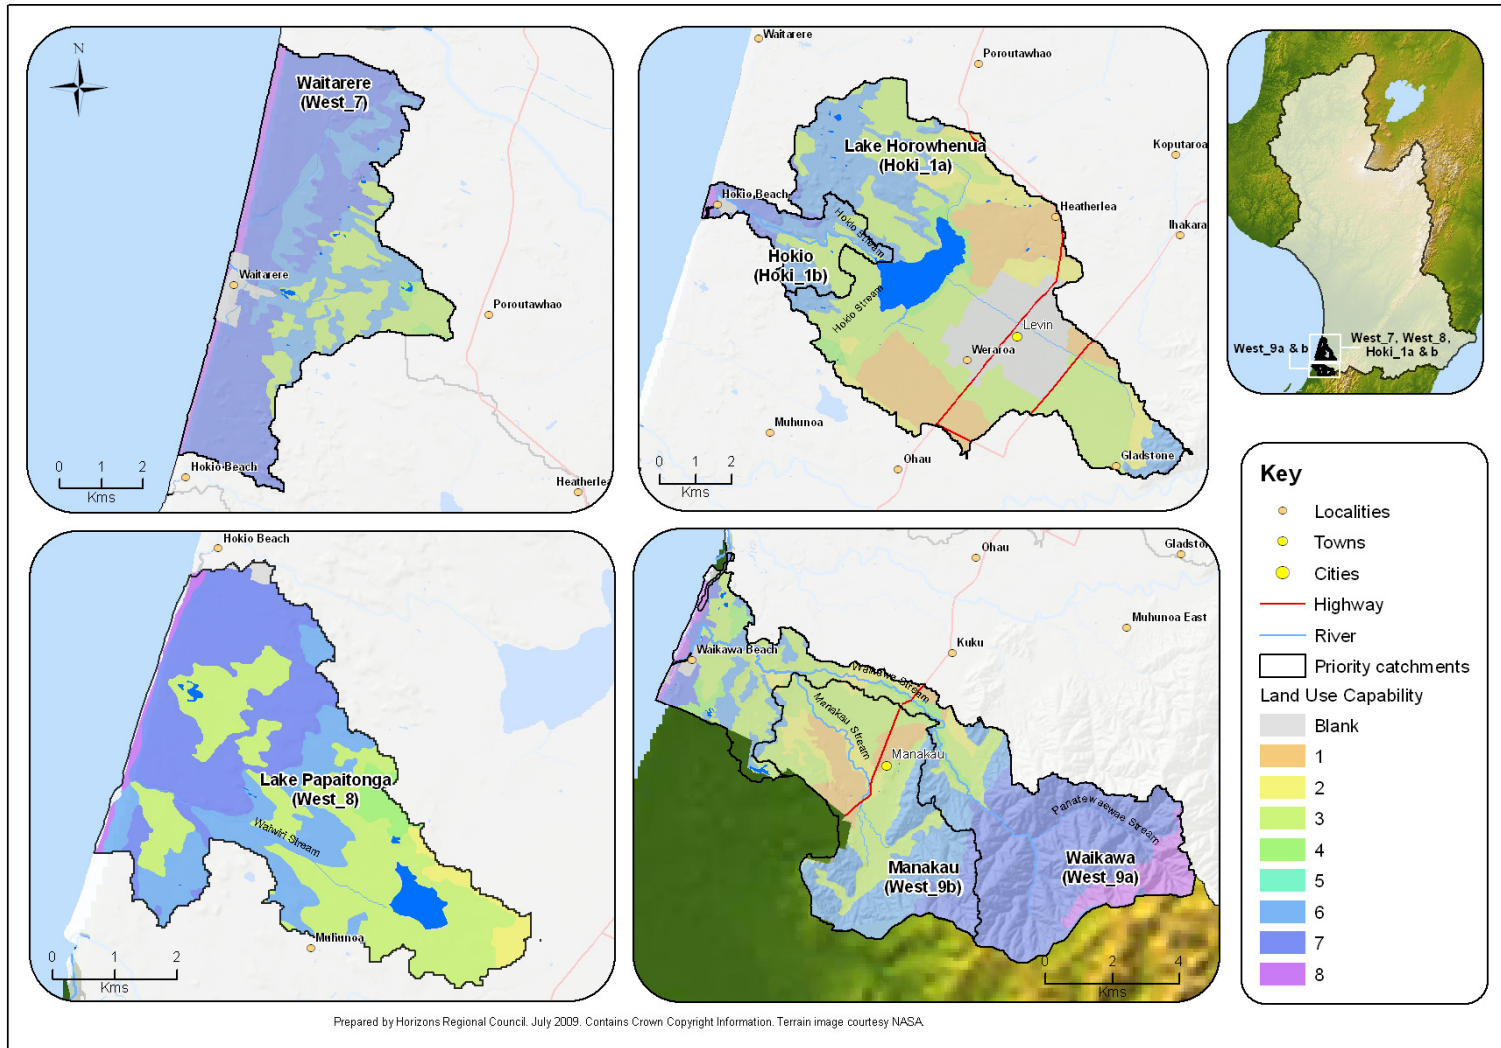 N
Waitarere
(West_7)
Waitarere
Poroutawhao
Hokio Beach
Heatherlea
0 1 2
Kms
Waitarere
Poroutawhao
Koputaroa
Lake Horowhenua
(Hoki_1a)
Hokio Beach
Heatherlea
Ihakara
Hokio Stream
Hokio
(Hoki_1b)
Hokio Stream
Levin
Weraroa
Muhunoa
Ohau
Gladstone
0 1 2
Kms
West_9a & b
West_7, West_8,
Hoki_1a & b
Hokio Beach
Lake Papaitonga
(West_8)
Waiwiri Stream
Muhunoa
0 1 2
Kms
Ohau
Gladston
Muhunoa East
Kuku
Waikawa Beach
Waikawa Stream
Manakau Stream
Manakau
Panatewaewae Stream
Manakau
(West_9b)
Waikawa
(West_9a)
0 2 4
Kms
Key
Localities
Towns
Cities
Highway
River
Priority catchments
Land Use Capability
Blank
1
2
3
4
5
6
7
8
Prepared by Horizons Regional Council. July 2009. Contains Crown Copyright Information. Terrain image courtesy NASA.